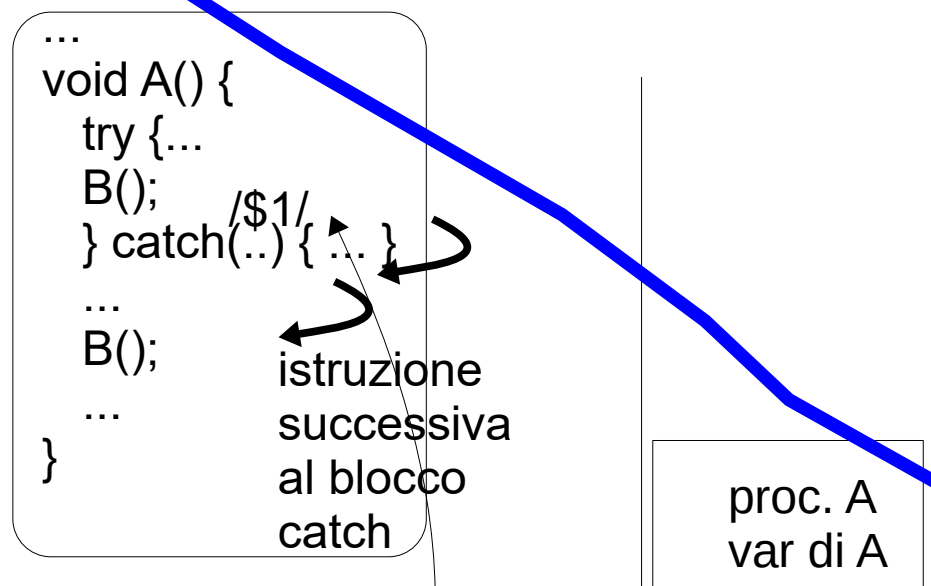 ...
void A() {
try {...
B();
/$1/
} catch(..) { ... }
...
B();
...
}
istruzione
successiva
al blocco
catch
proc. A
var di A